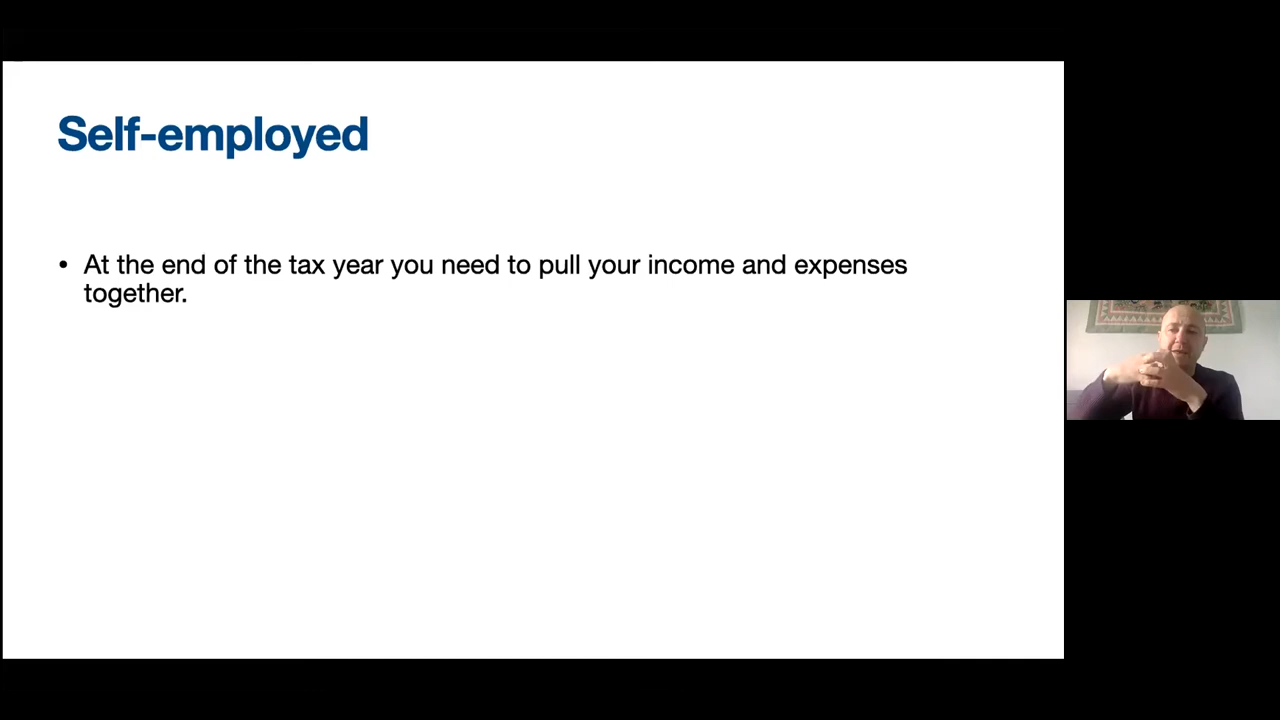 Self-employed
• At the end of the tax year you need to pull your income and expenses
together.